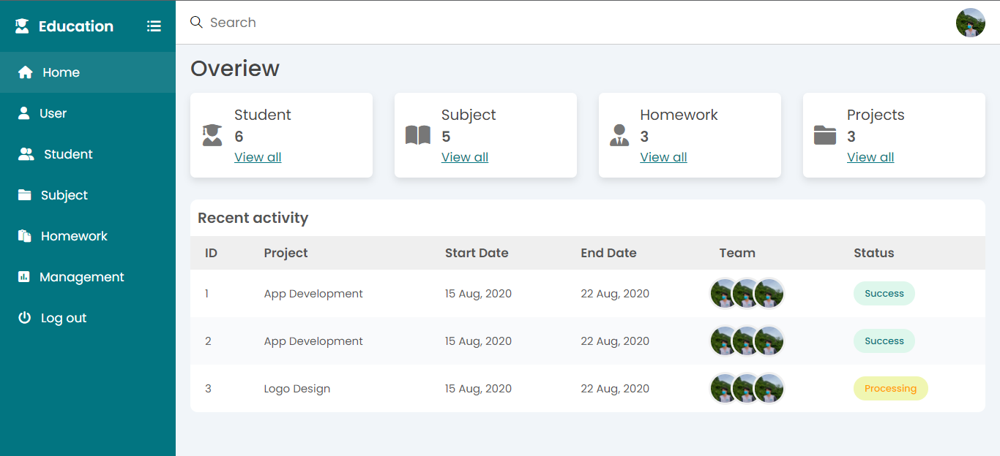 Education
Search
Home
User
Student
Subject
Homework
Management
Log out
Overiew
Student
6
View all
Subject
5
View all
Homework
3
View all
Projects
3
View all
Recent activity
ID Project Start Date End Date Team Status
1 App Development 15 Aug, 2020 22 Aug, 2020 Success
2 App Development 15 Aug, 2020 22 Aug, 2020 Success
3 Logo Design 15 Aug, 2020 22 Aug, 2020 Processing